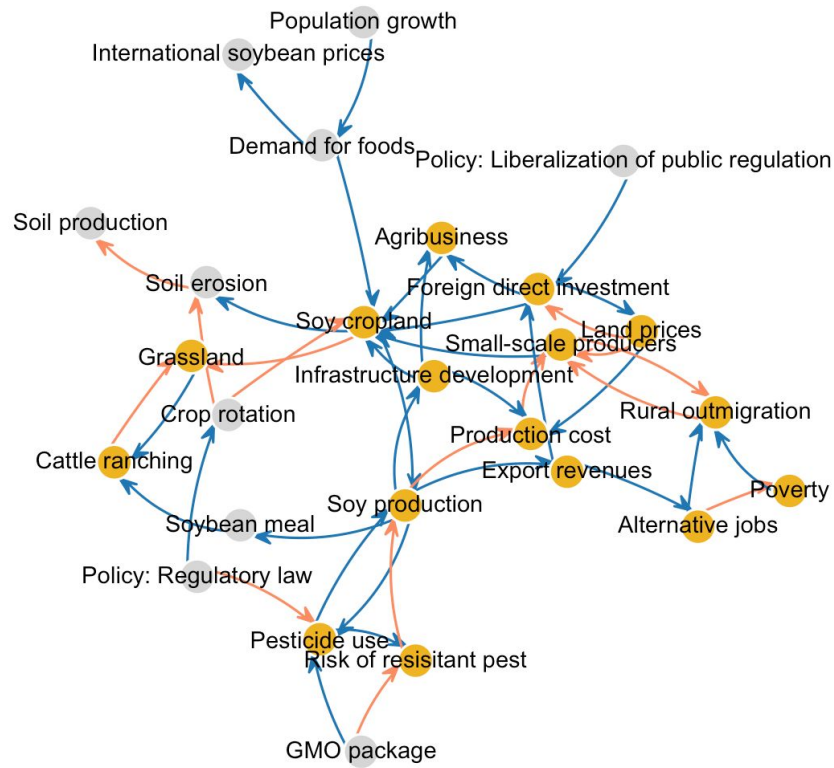 Population growth
International soybean prices
Demand for foods
Policy: Liberalization of public regulation
Soil production
Agribusiness
Soil erosion
Foreign direct investment
Soy cropland
Land prices
Small-scale producers
Grassland
Infrastructure development
Crop rotation
Rural outmigration
Production cost
Cattle ranching
Export revenues
Poverty
Soy production
Soybean meal
Alternative jobs
Policy: Regulatory law
Pesticide use
Risk of resisitant pest
GMO package